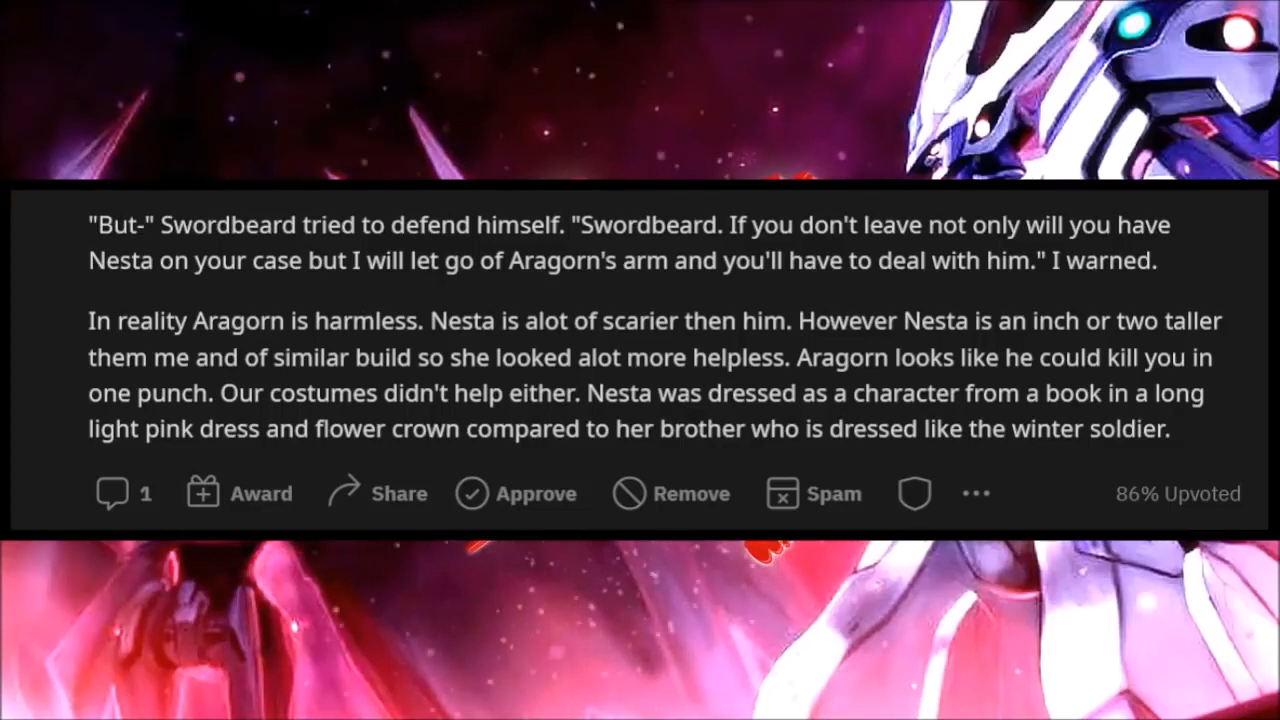 "But-" Swordbeard tried to defend himself. "Swordbeard. If you don't leave not only will you have
Nesta on your case but I will let go of Aragorn's arm and you'll have to deal with him." I warned.
In reality Aragorn is harmless. Nesta is alot of scarier then him. However Nesta is an inch or two taller
them me and of similar build so she looked alot more helpless. Aragorn looks like he could kill you in
one punch. Our costumes didn't help either. Nesta was dressed as a character from a book in a long
light pink dress and flower crown compared to her brother who is dressed like the winter soldier.
1 Award Share Approve Remove Spam 86% Upvoted